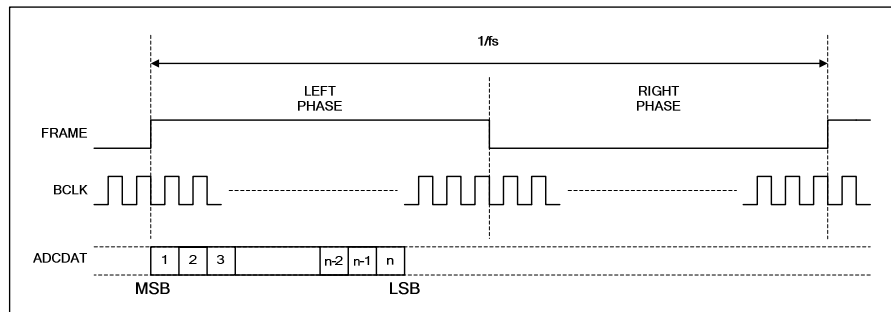 1/fs
LEFT
PHASE
RIGHT
PHASE
FRAME
BCLK
ADCDAT
1 2 3 n-2 n-1 n
MSB LSB